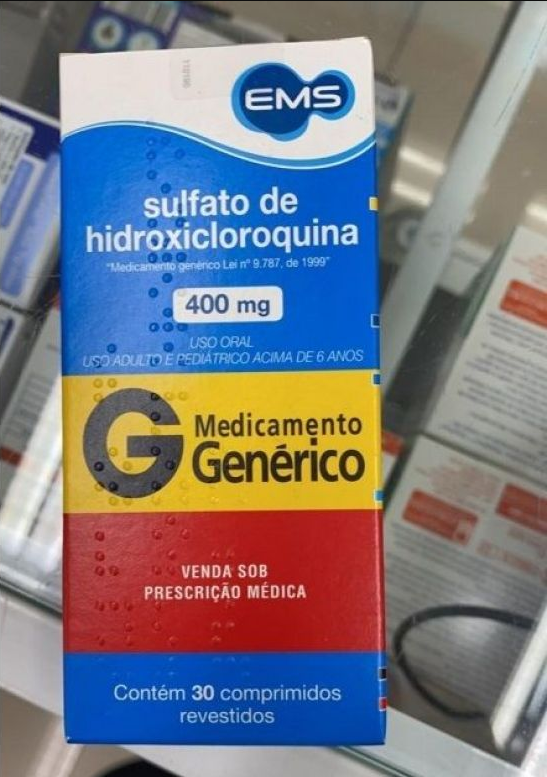 EMS
sulfato de
hidroxicloroquina
"Medicamento genérico Lei nº 9.787, de 1999"
400 mg
USO ORAL
USO ADULTO E PEDIÁTRICO ACIMA DE 6 ANOS
G Medicamento
Genérico
VENDA SOB
PRESCRIÇÃO MÉDICA
Contém 30 comprimidos
revestidos